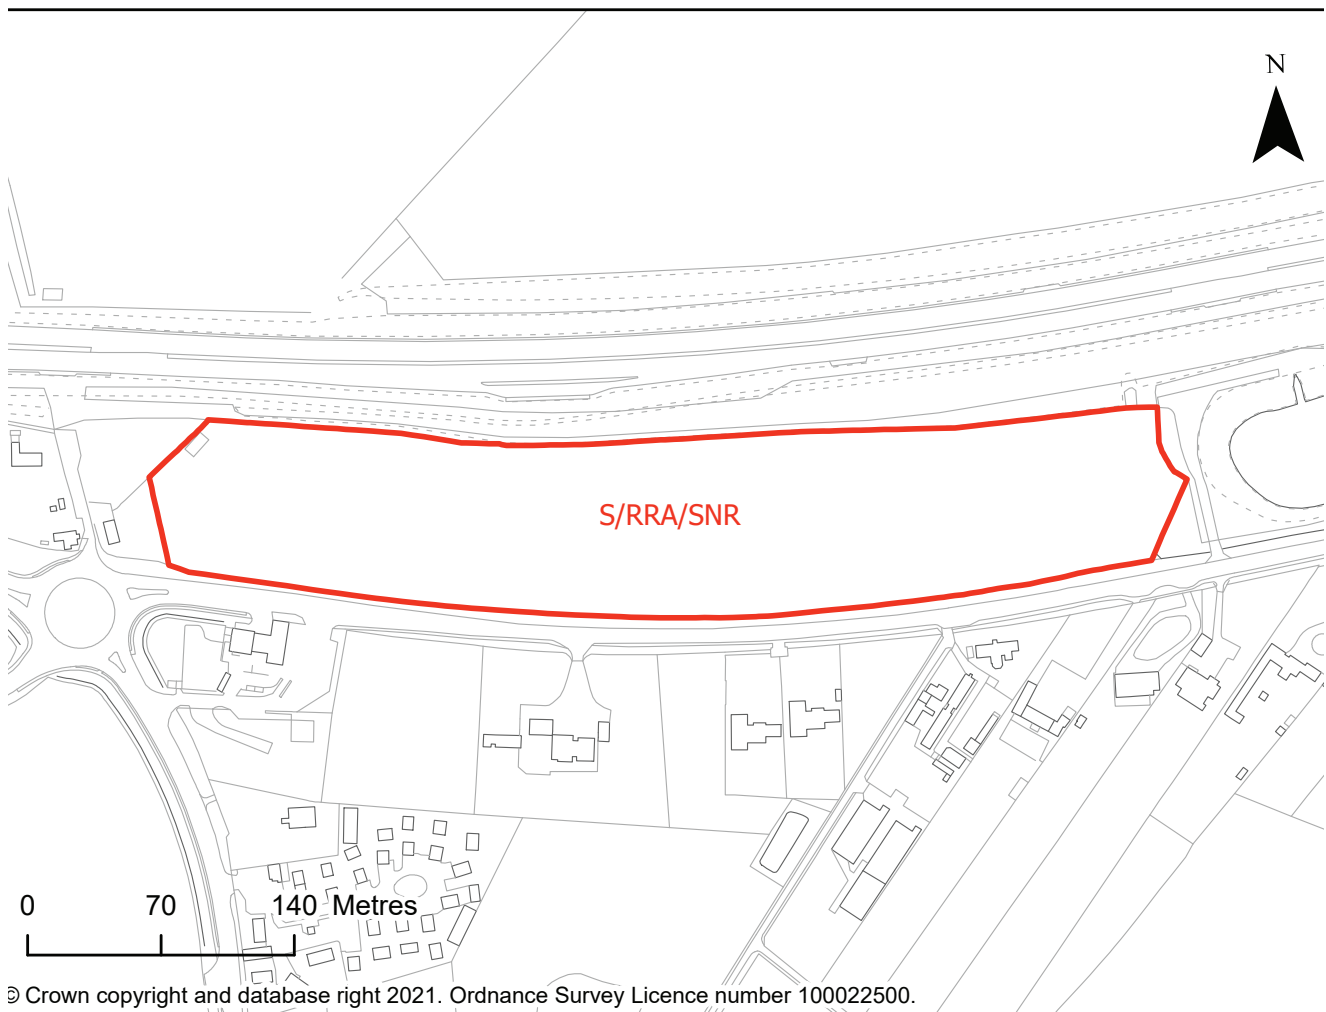 N
S/RRA/SNR
0 70 140 Metres
© Crown copyright and database right 2021. Ordnance Survey Licence number 100022500.